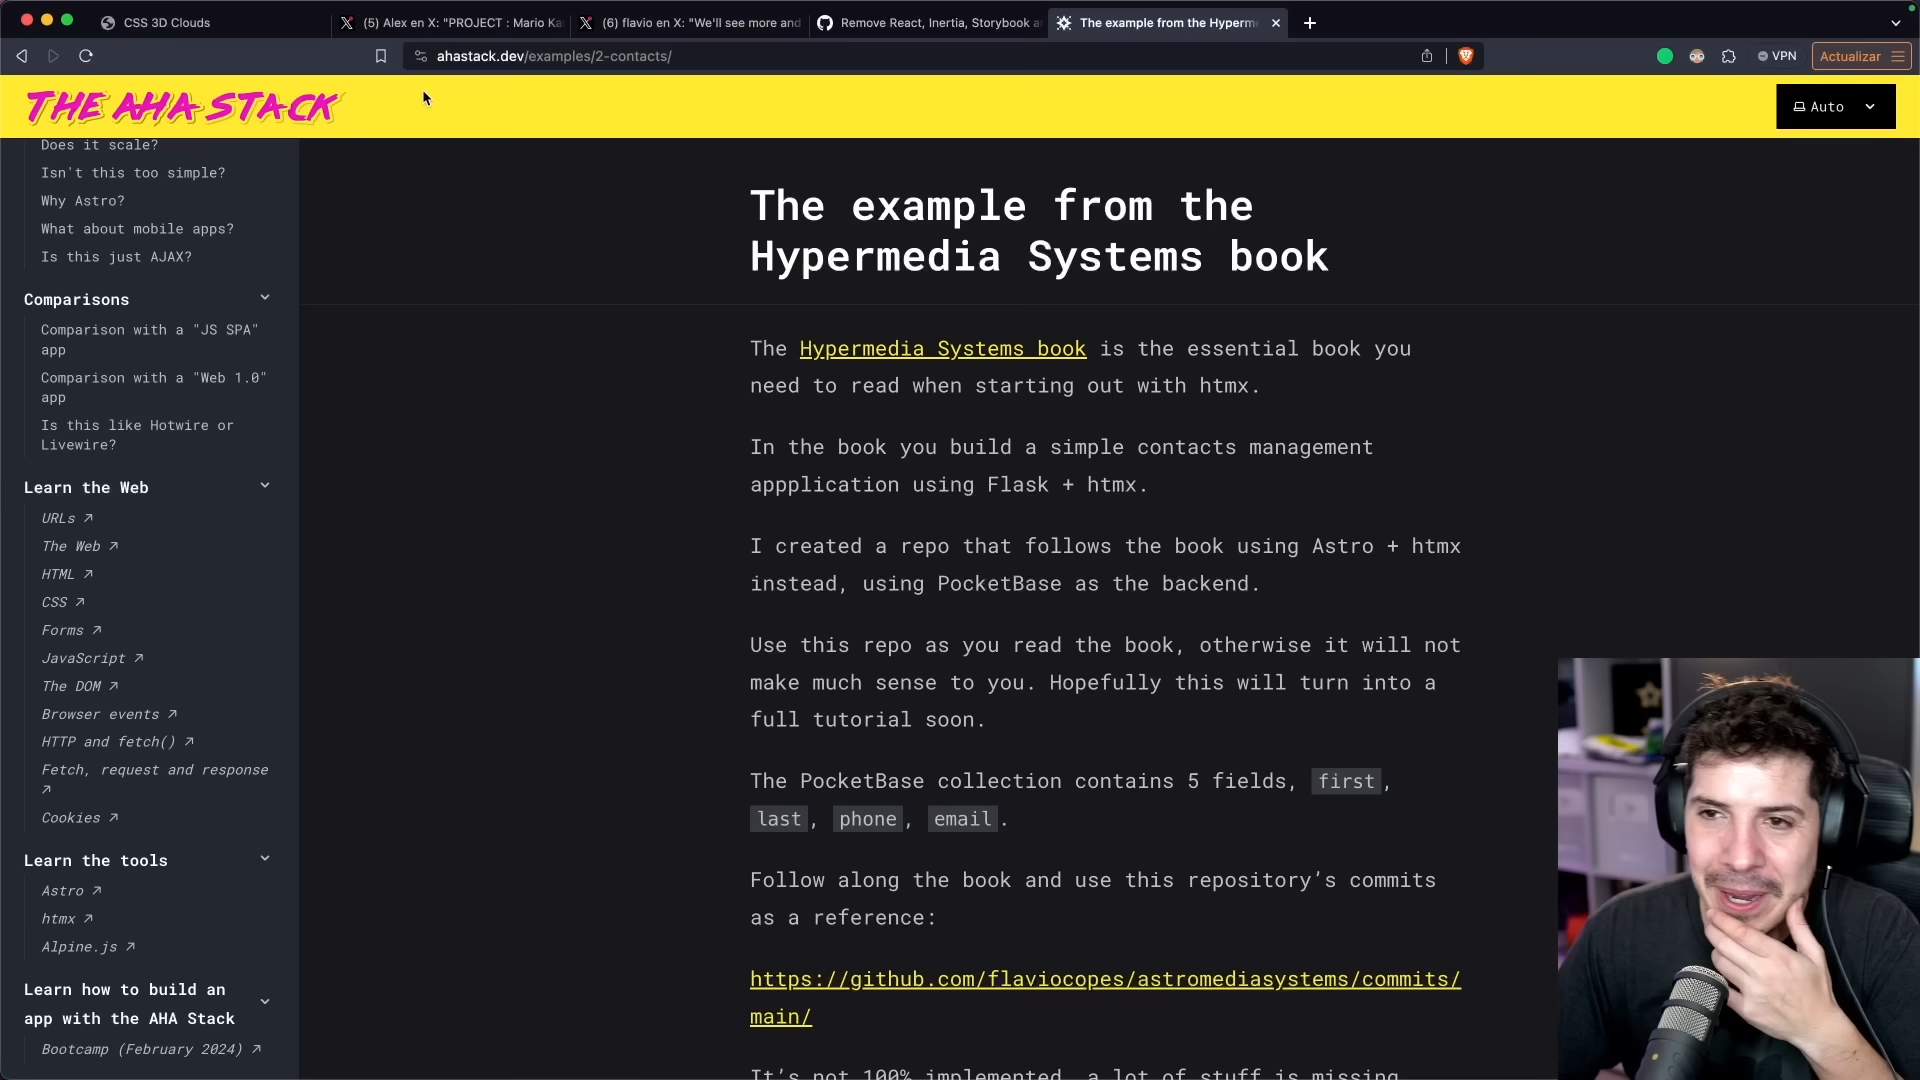 CSS 3D Clouds
(5) Alex en X: "PROJECT : Mario Ka
(6) flavio en X: "We'll see more and
Remove React, Inertia, Storybook a
The example from the Hyperm
ahastack.dev/examples/2-contacts/
VPN
Actualizar
THE AHA STACK
Auto
Does it scale?
Isn't this too simple?
Why Astro?
What about mobile apps?
Is this just AJAX?
Comparisons
Comparison with a "JS SPA"
app
Comparison with a "Web 1.0"
app
Is this like Hotwire or
Livewire?
Learn the Web
URLs ↗
The Web ↗
HTML ↗
CSS ↗
Forms ↗
JavaScript ↗
The DOM ↗
Browser events ↗
HTTP and fetch() ↗
Fetch, request and response
↗
Cookies ↗
Learn the tools
Astro ↗
htmx ↗
Alpine.js ↗
Learn how to build an
app with the AHA Stack
Bootcamp (February 2024) ↗
The example from the
Hypermedia Systems book
The Hypermedia Systems book is the essential book you
need to read when starting out with htmx.
In the book you build a simple contacts management
appplication using Flask + htmx.
I created a repo that follows the book using Astro + htmx
instead, using PocketBase as the backend.
Use this repo as you read the book, otherwise it will not
make much sense to you. Hopefully this will turn into a
full tutorial soon.
The PocketBase collection contains 5 fields, first,
last, phone, email.
Follow along the book and use this repository’s commits
as a reference:
https://github.com/flaviocopes/astromediasystems/commits/
main/
It’s not 100% implemented, a lot of stuff is missing